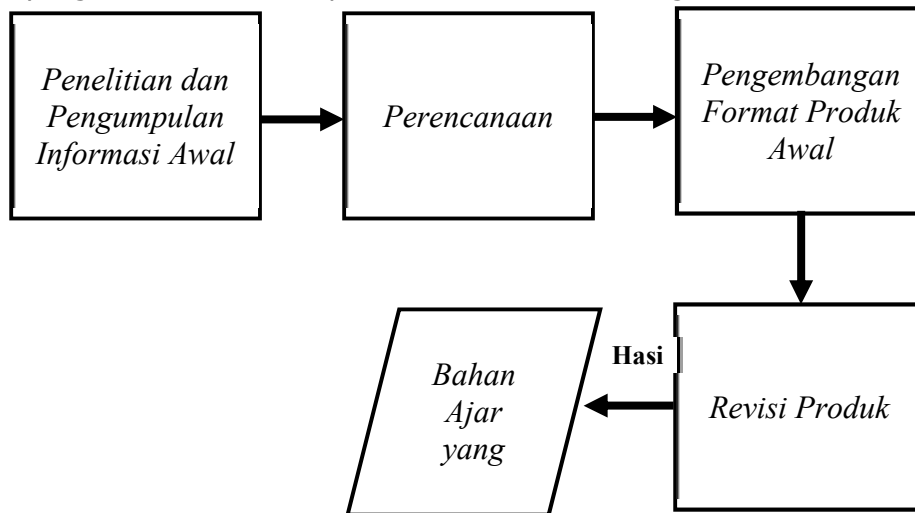 Penelitian dan
Pengumpulan
Informasi Awal
Perencanaan
Pengembangan
Format Produk
Awal
Revisi Produk
Hasi
Bahan
Ajar
yang